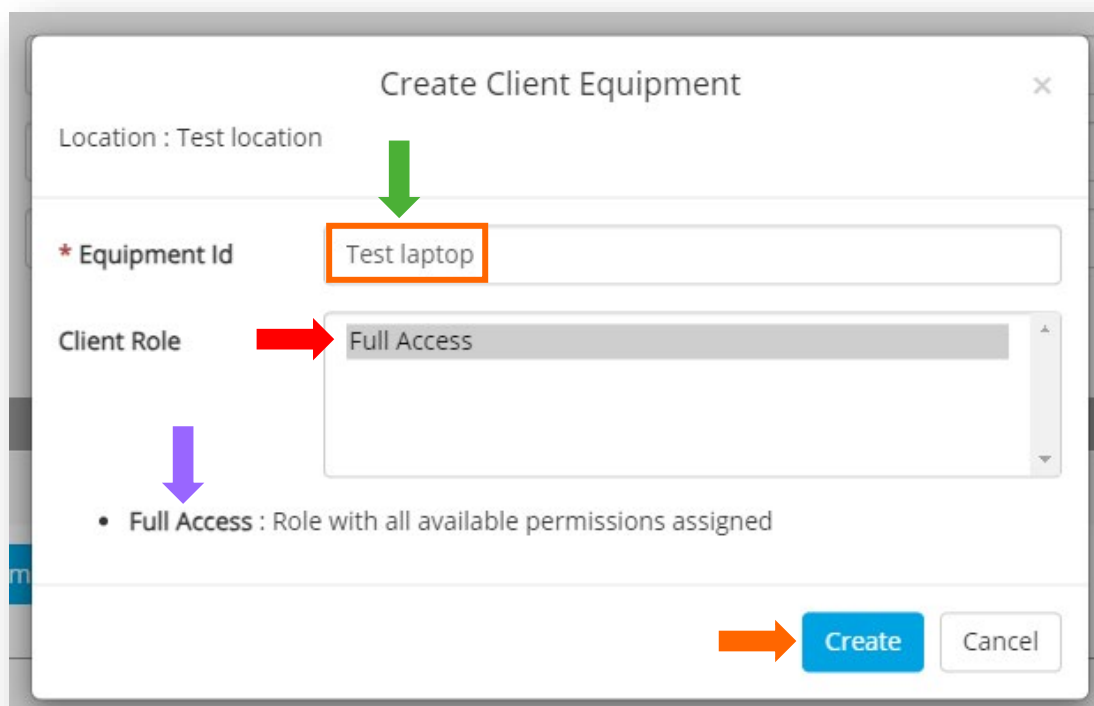 Create Client Equipment ×
Location : Test location
* Equipment Id Test laptop
Client Role Full Access
• Full Access : Role with all available permissions assigned
m
Create Cancel